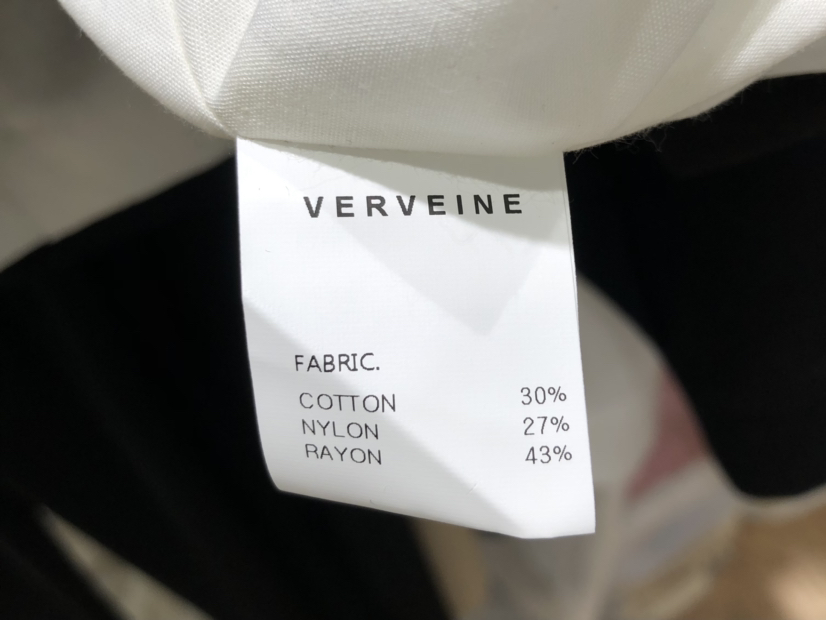 VERVEINE
FABRIC.
COTTON 30%
NYLON 27%
RAYON 43%